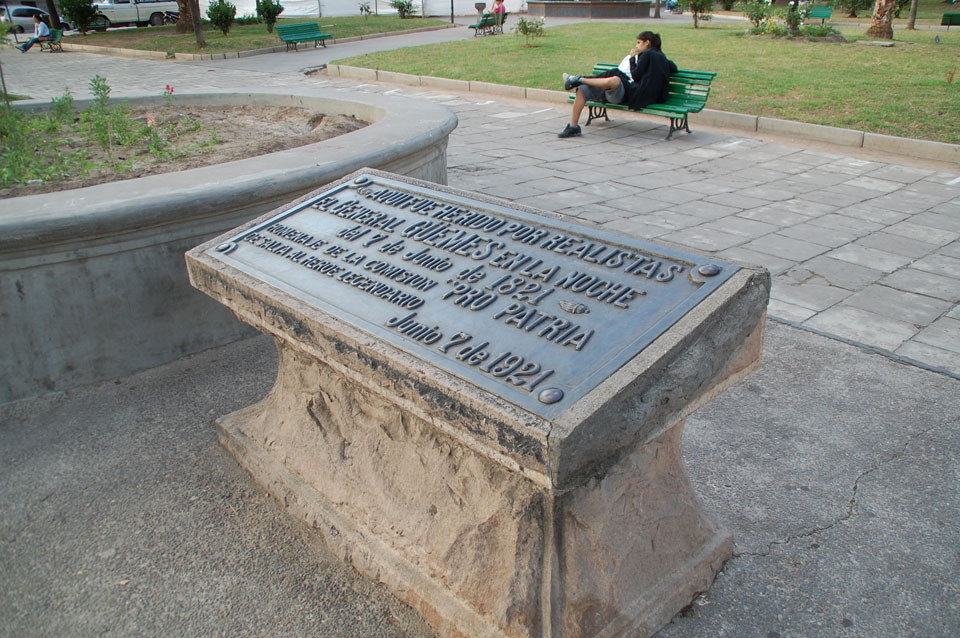 AQUI FUE HERIDO POR REALISTAS
EL GENERAL GÜEMES EN LA NOCHE
del 7 de Junio de 1821
HOMENAJE DE LA COMISION "PRO PATRIA
DE SALTA AL HEROE LEGENDARIO
Junio 7 de 1921